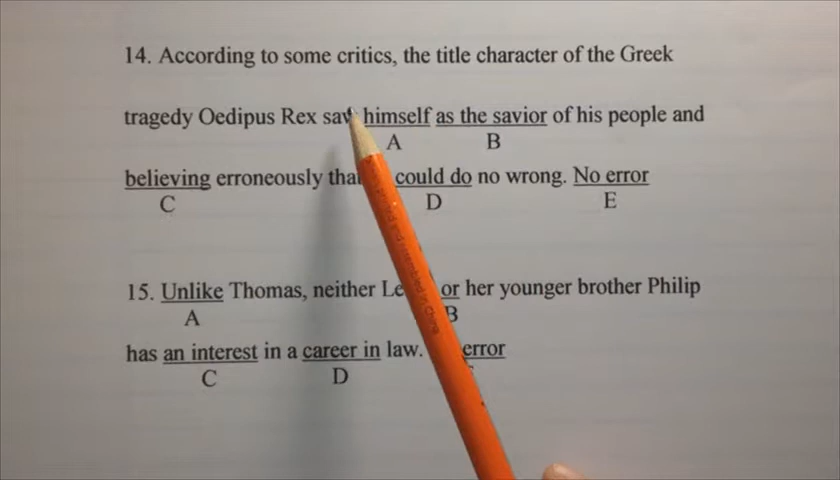 14. According to some critics, the title character of the Greek
tragedy Oedipus Rex saw himself as the savior of his people and
A B
believing erroneously could do no wrong. No error
C D E
15. Unlike Thomas, neither or her younger brother Philip
A B
has an interest in a career in law. error
C D